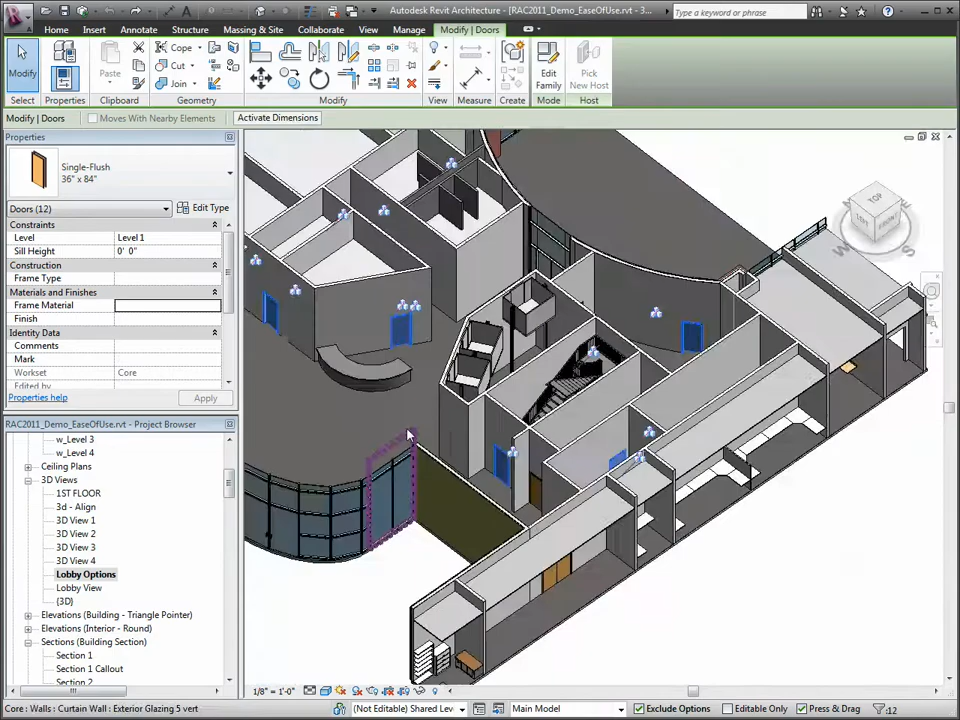 Autodesk Revit Architecture - [RAC2011_Demo_EaseOfUse.rvt - 3...
Type a keyword or phrase
Home Insert Annotate Structure Massing & Site Collaborate View Manage Modify | Doors
Cope
Cut
Join
Modify
Paste
Edit
Family
Pick
New Host
Select Properties Clipboard Geometry Modify View Measure Create Mode Host
Modify | Doors Moves With Nearby Elements Activate Dimensions
Properties
Single-Flush
36" x 84"
Doors (12) Edit Type
Constraints
Level Level 1
Sill Height 0' 0"
Construction
Frame Type
Materials and Finishes
Frame Material
Finish
Identity Data
Comments
Mark
Workset Core
Edited by
Properties help Apply
RAC2011_Demo_EaseOfUse.rvt - Project Browser
w_Level 3
w_Level 4
Ceiling Plans
3D Views
1ST FLOOR
3d - Align
3D View 1
3D View 2
3D View 3
3D View 4
Lobby Options
Lobby View
{3D}
Elevations (Building - Triangle Pointer)
Elevations (Interior - Round)
Sections (Building Section)
Section 1
Section 1 Callout
Section 2
TOP
LEFT
FRONT
W
S
E
1/8" = 1'-0"
Core : Walls : Curtain Wall : Exterior Glazing 5 vert (Not Editable) Shared Level Main Model Exclude Options Editable Only Press & Drag :12